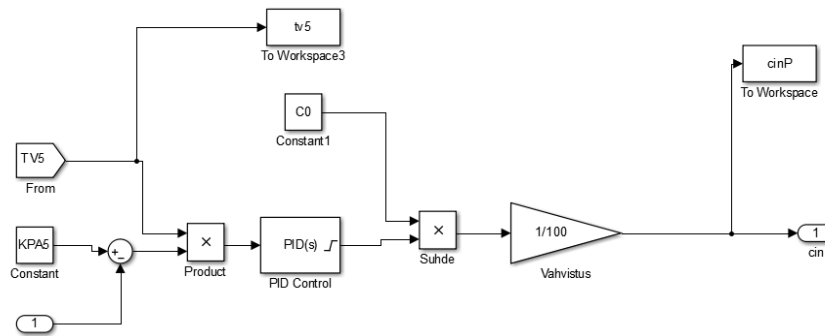 tv5
To Workspace3
cinP
To Workspace
C0
Constant1
TV5
From
KPA5
Constant
+
−
×
Product
PID(s)
PID Control
×
Suhde
1/100
Vahvistus
1
cin
1